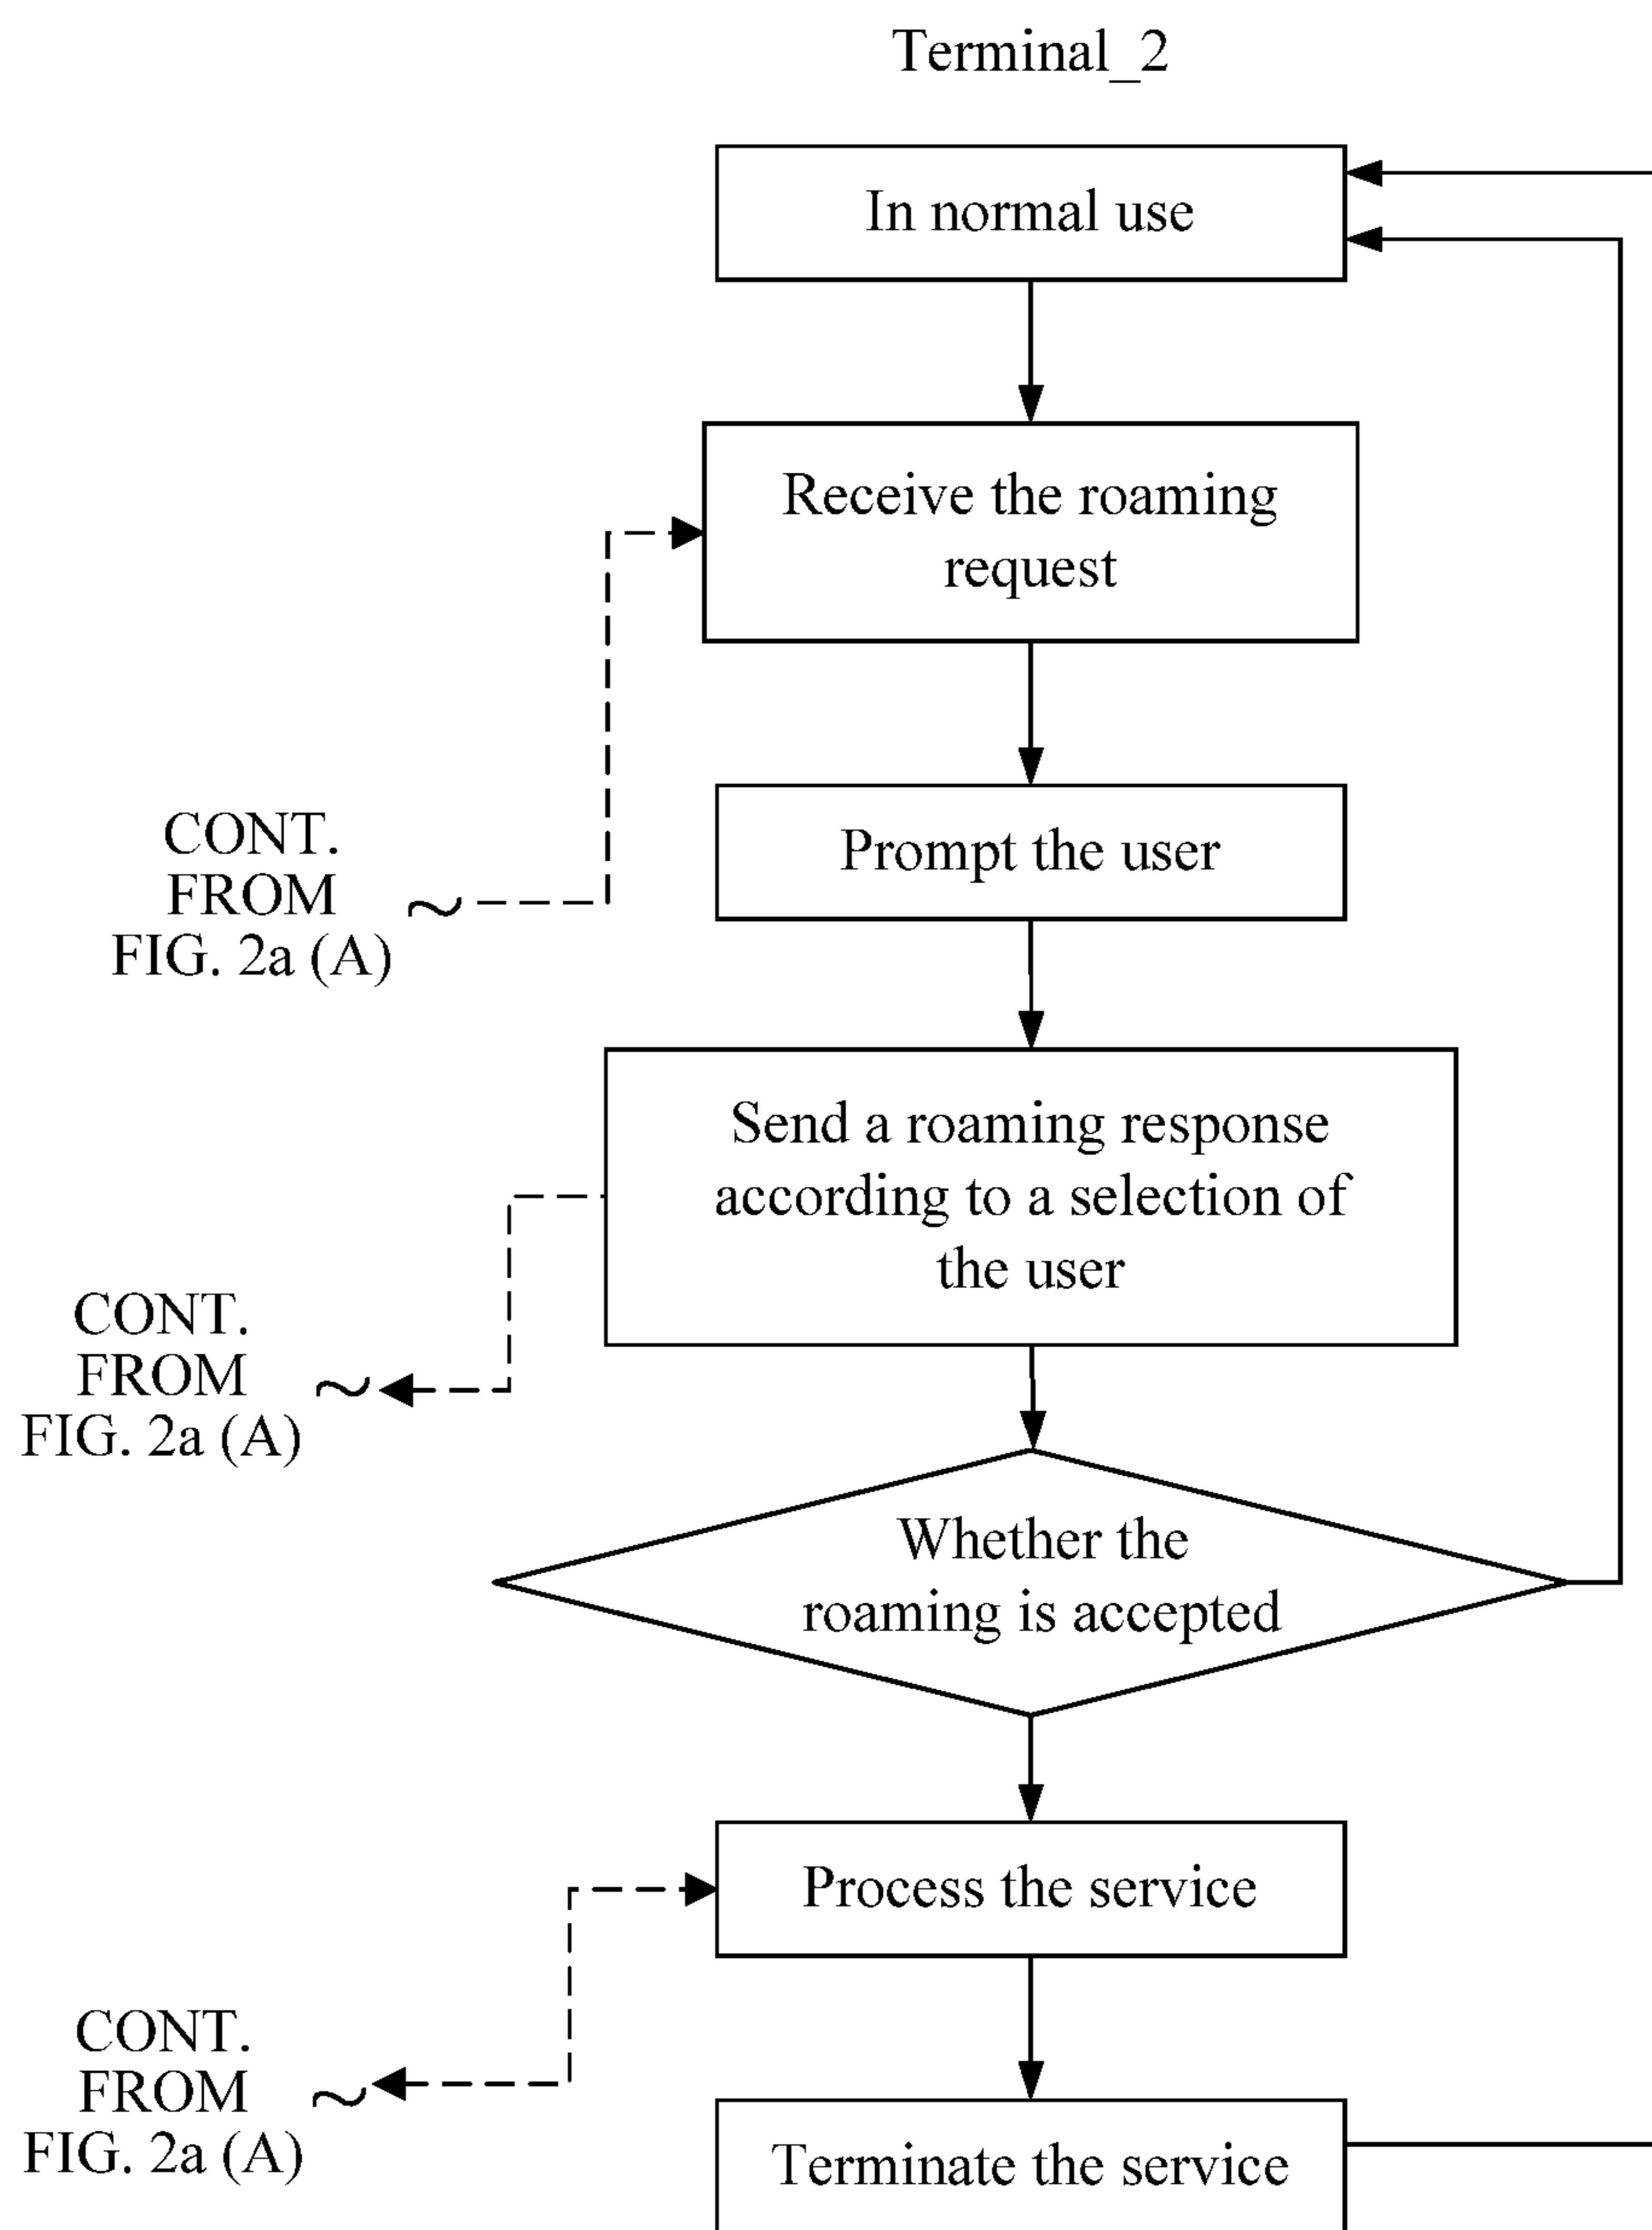 Terminal_2
In normal use
Receive the roaming
request
Prompt the user
CONT.
FROM
FIG. 2a (A)
Send a roaming response
according to a selection of
the user
CONT.
FROM
FIG. 2a (A)
Whether the
roaming is accepted
Process the service
CONT.
FROM
FIG. 2a (A)
Terminate the service